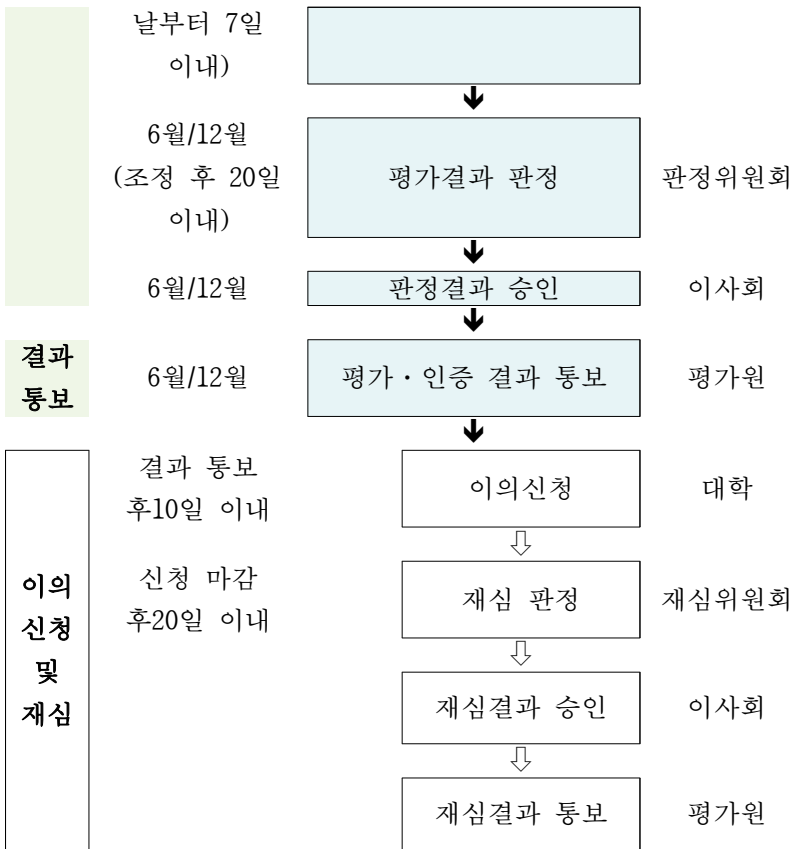 날부터 7일
이내)
6월/12월
(조정 후 20일
이내)
평가결과 판정
판정위원회
6월/12월
판정결과 승인
이사회
결과
통보
6월/12월
평가·인증 결과 통보
평가원
이의
신청
및
재심
결과 통보
후10일 이내
이의신청
대학
신청 마감
후20일 이내
재심 판정
재심위원회
재심결과 승인
이사회
재심결과 통보
평가원